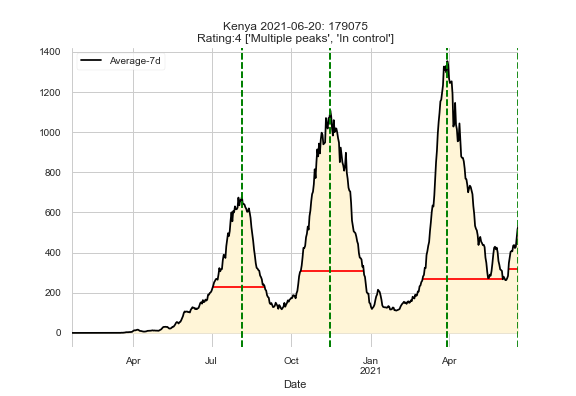 Kenya 2021-06-20: 179075
Rating:4 ['Multiple peaks', 'In control']
1400
1200
1000
800
600
400
200
0
Average-7d
Apr
Jul
Oct
Jan
2021
Apr
Date